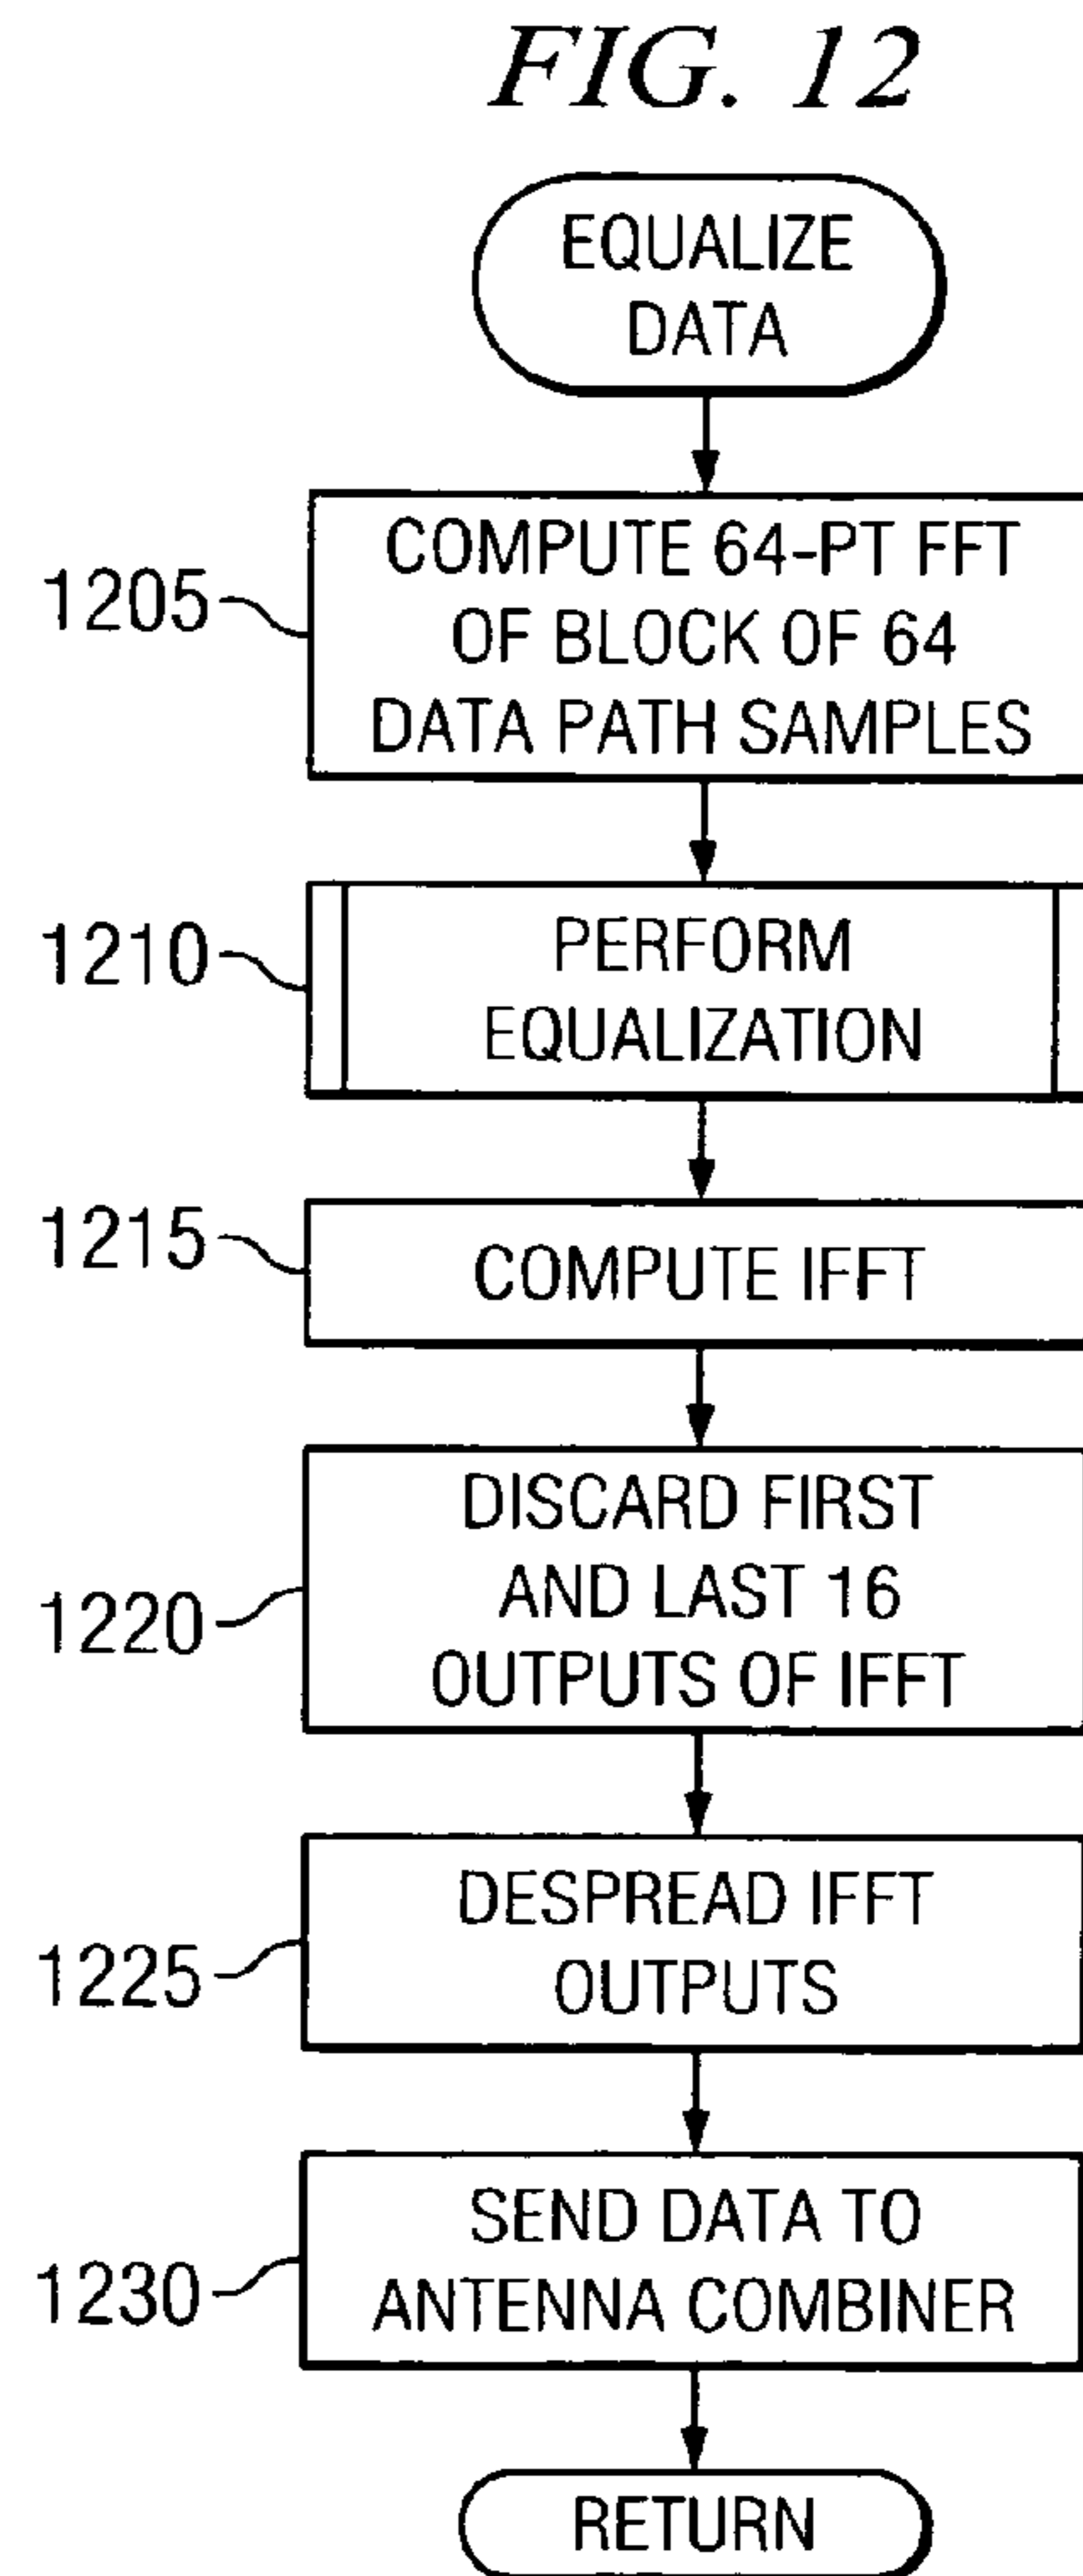 FIG. 12
EQUALIZE
DATA
1205
COMPUTE 64-PT FFT
OF BLOCK OF 64
DATA PATH SAMPLES
1210
PERFORM
EQUALIZATION
1215
COMPUTE IFFT
1220
DISCARD FIRST
AND LAST 16
OUTPUTS OF IFFT
1225
DESPREAD IFFT
OUTPUTS
1230
SEND DATA TO
ANTENNA COMBINER
RETURN